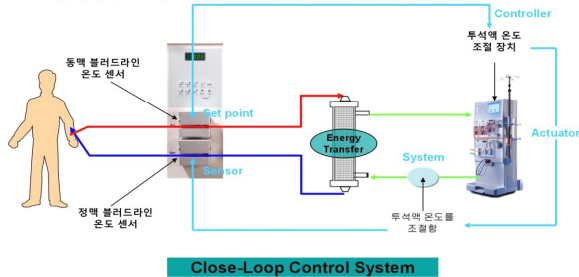 Controller
투석액 온도
조절 장치
동맥 블러드라인
온도 센서
Set point
Energy
Transfer
Actuator
System
Sensor
정맥 블러드라인
온도 센서
투석액 온도를
조절함
Close-Loop Control System